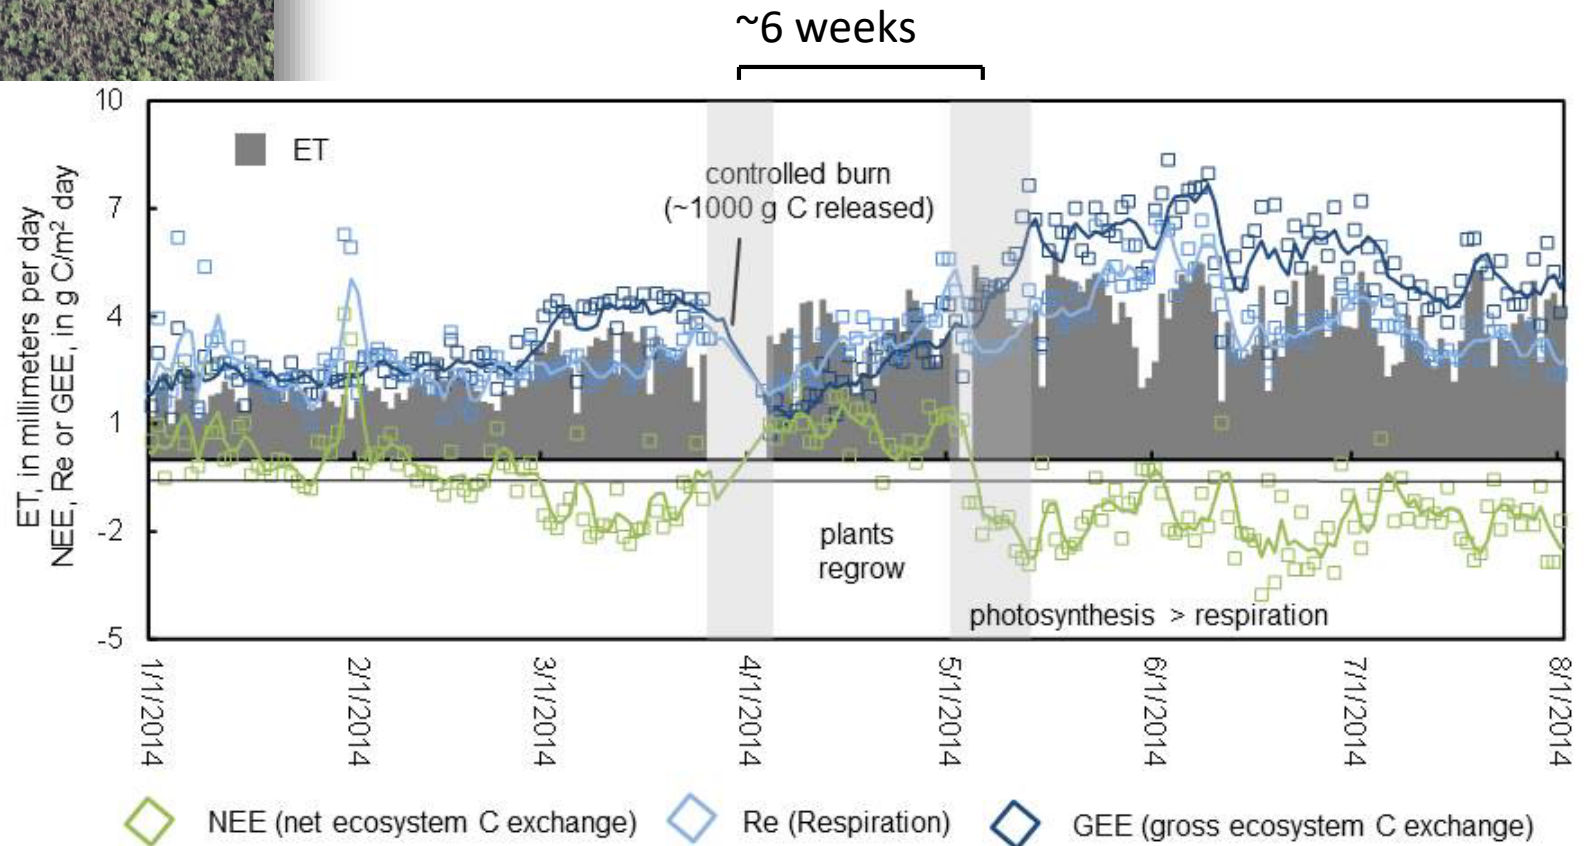 ~6 weeks
10
7
4
1
-2
-5
ET, in millimeters per day
NEE, Re or GEE, in g C/m² day
ET
controlled burn
(~1000 g C released)
plants
regrow
photosynthesis > respiration
1/1/2014
2/1/2014
3/1/2014
4/1/2014
5/1/2014
6/1/2014
7/1/2014
8/1/2014
NEE (net ecosystem C exchange)
Re (Respiration)
GEE (gross ecosystem C exchange)